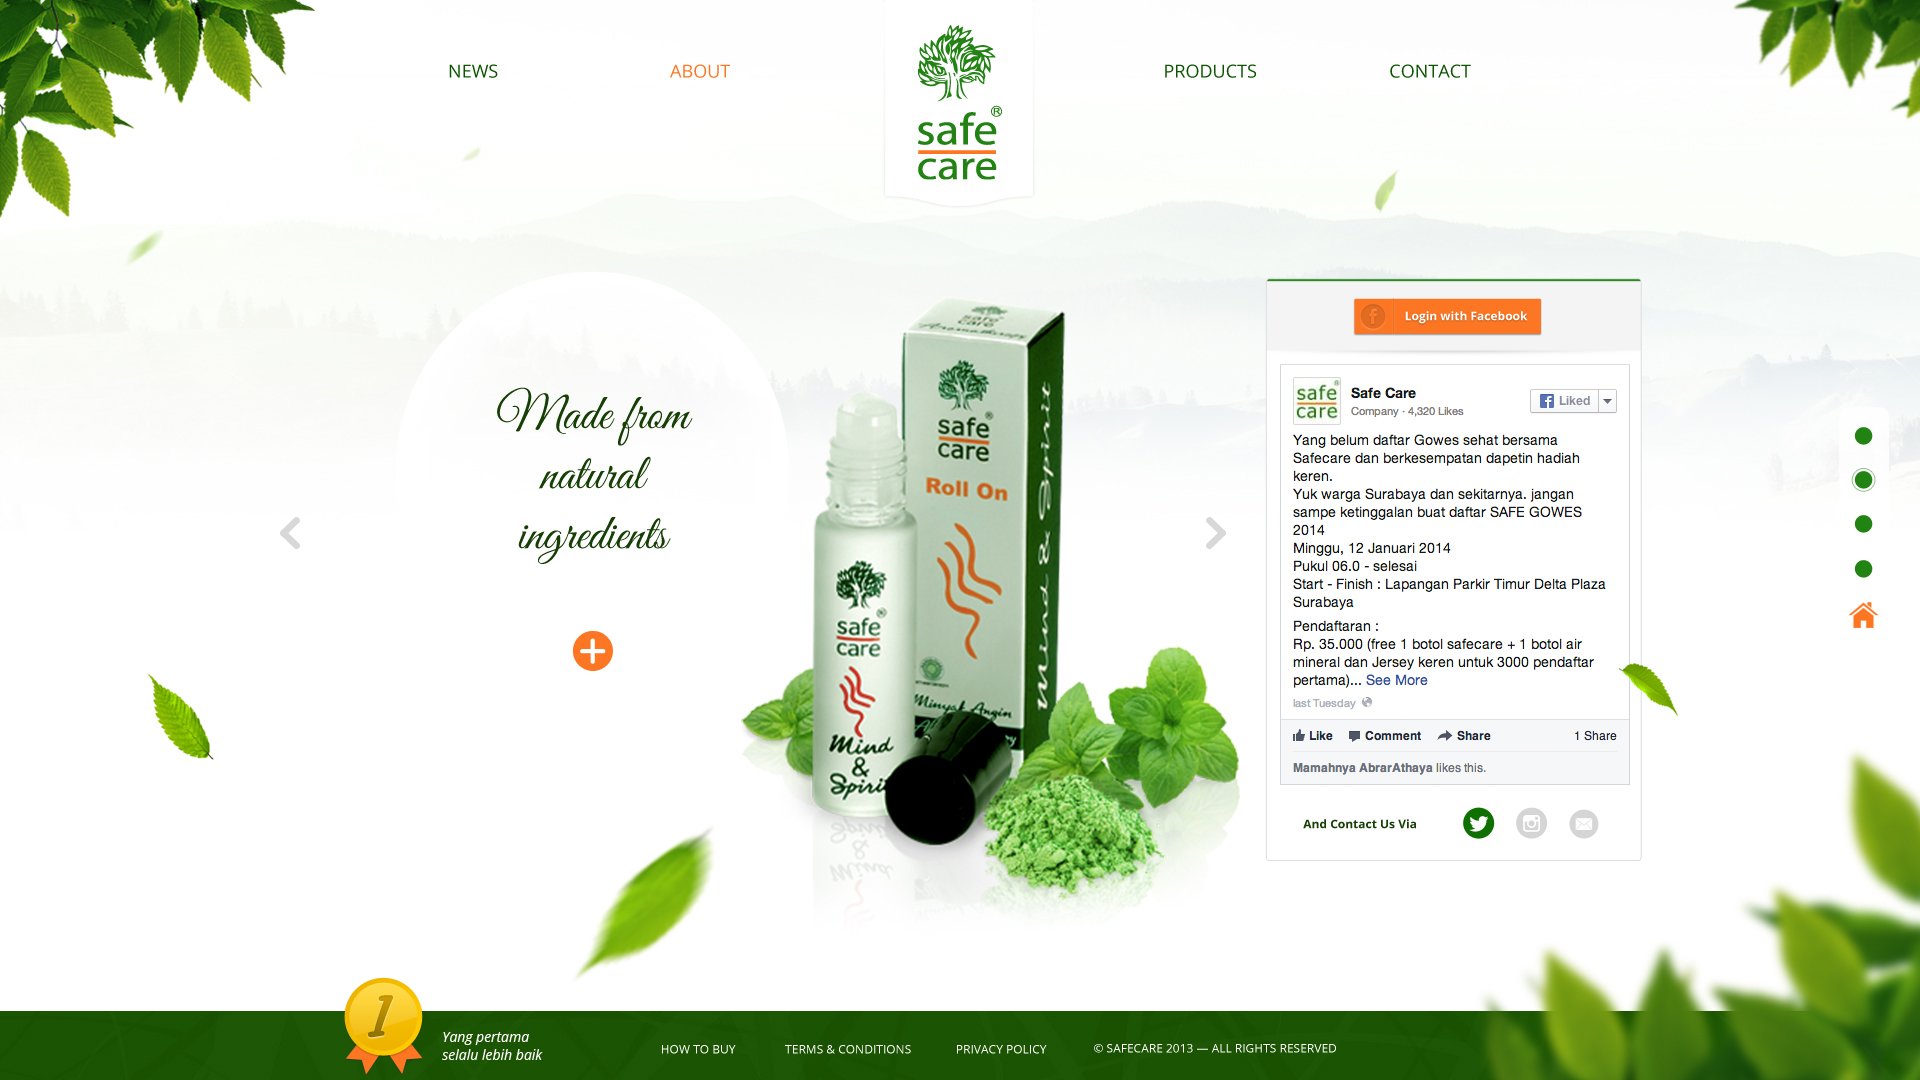 NEWS
ABOUT
safe®
care
PRODUCTS
CONTACT
Made from
natural
ingredients
safe
care
Aromatherapy
safe®
care
Roll On
Mind & Spirit
Minyak Angin
safe®
care
Mind
&
Spirit
Login with Facebook
safe®
care
Safe Care
Company · 4,320 Likes
Liked
Yang belum daftar Gowes sehat bersama
Safecare dan berkesempatan dapetin hadiah
keren.
Yuk warga Surabaya dan sekitarnya. jangan
sampe ketinggalan buat daftar SAFE GOWES
2014
Minggu, 12 Januari 2014
Pukul 06.0 - selesai
Start - Finish : Lapangan Parkir Timur Delta Plaza
Surabaya
Pendaftaran :
Rp. 35.000 (free 1 botol safecare + 1 botol air
mineral dan Jersey keren untuk 3000 pendaftar
pertama)... See More
last Tuesday
Like Comment Share 1 Share
Mamahnya AbrarAthaya likes this.
And Contact Us Via
1
Yang pertama
selalu lebih baik
HOW TO BUY
TERMS & CONDITIONS
PRIVACY POLICY
© SAFECARE 2013 — ALL RIGHTS RESERVED